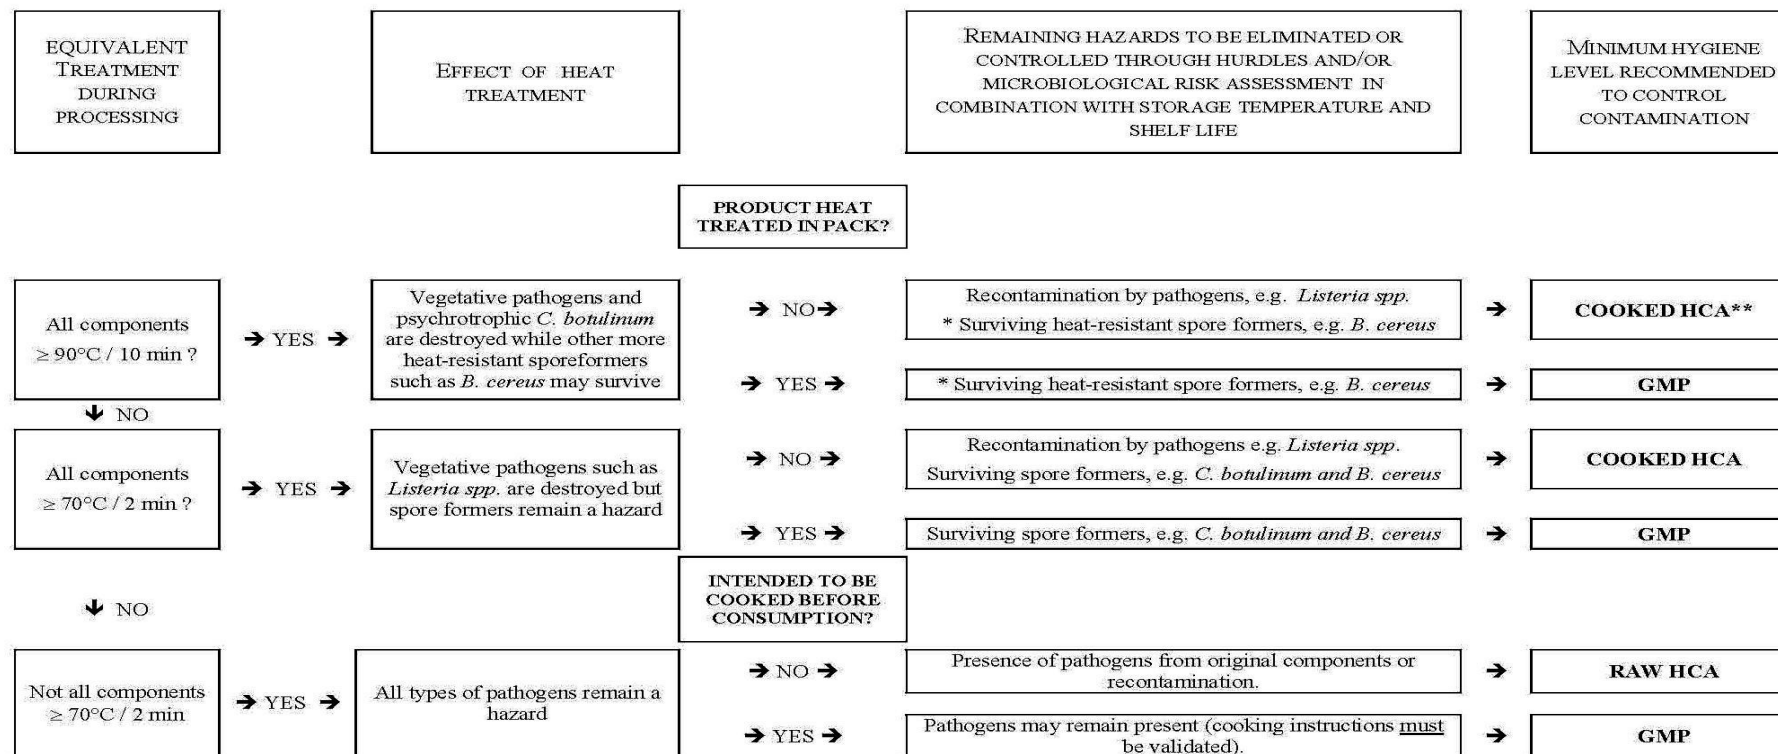 EQUIVALENT
TREATMENT
DURING
PROCESSING
EFFECT OF HEAT
TREATMENT
REMAINING HAZARDS TO BE ELIMINATED OR
CONTROLLED THROUGH HURDLES AND/OR
MICROBIOLOGICAL RISK ASSESSMENT IN
COMBINATION WITH STORAGE TEMPERATURE AND
SHELF LIFE
MINIMUM HYGIENE
LEVEL RECOMMENDED
TO CONTROL
CONTAMINATION
PRODUCT HEAT
TREATED IN PACK?
All components
≥ 90°C / 10 min ?
➔ YES ➔
Vegetative pathogens and
psychrotrophic C. botulinum
are destroyed while other more
heat-resistant sporeformers
such as B. cereus may survive
➔ NO➔
Recontamination by pathogens, e.g. Listeria spp.
* Surviving heat-resistant spore formers, e.g. B. cereus
➔
COOKED HCA**
➔ YES ➔
* Surviving heat-resistant spore formers, e.g. B. cereus
➔
GMP
🡻 NO
All components
≥ 70°C / 2 min ?
➔ YES ➔
Vegetative pathogens such as
Listeria spp. are destroyed but
spore formers remain a hazard
➔ NO ➔
Recontamination by pathogens e.g. Listeria spp.
Surviving spore formers, e.g. C. botulinum and B. cereus
➔
COOKED HCA
➔ YES ➔
Surviving spore formers, e.g. C. botulinum and B. cereus
➔
GMP
🡻 NO
INTENDED TO BE
COOKED BEFORE
CONSUMPTION?
Not all components
≥ 70°C / 2 min
➔ YES ➔
All types of pathogens remain a
hazard
➔ NO ➔
Presence of pathogens from original components or
recontamination.
➔
RAW HCA
➔ YES ➔
Pathogens may remain present (cooking instructions must
be validated).
➔
GMP